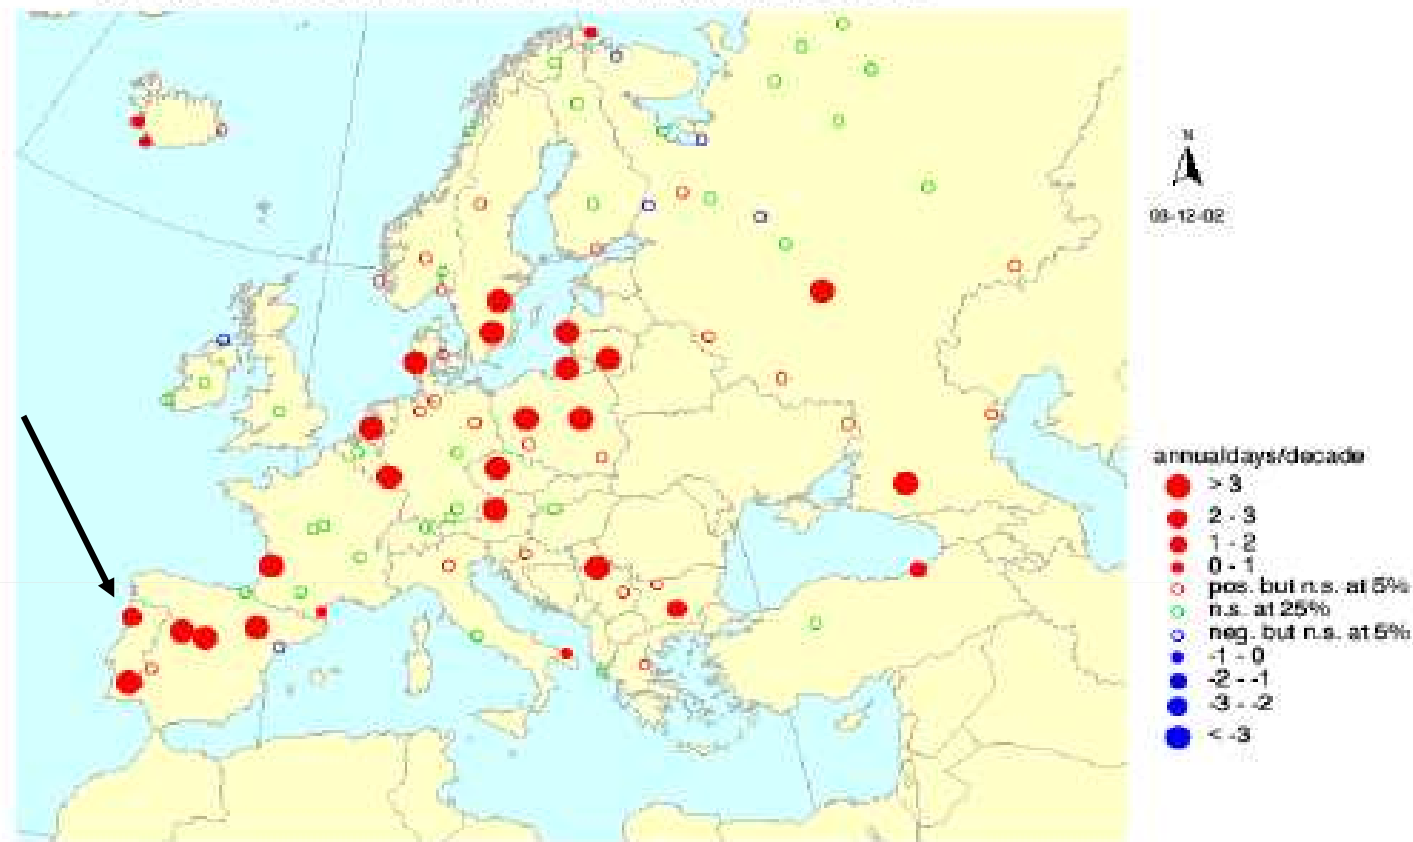 N
03-12-02
annualdays/decade
> 3
2 - 3
1 - 2
0 - 1
pos. but n.s. at 5%
n.s. at 25%
neg. but n.s. at 5%
-1 - 0
-2 - -1
-3 - -2
< -3